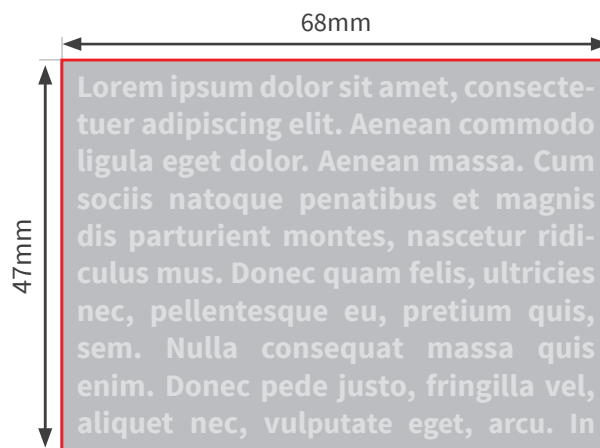 68mm
47mm
Lorem ipsum dolor sit amet, consecte-
tuer adipiscing elit. Aenean commodo
ligula eget dolor. Aenean massa. Cum
sociis natoque penatibus et magnis
dis parturient montes, nascetur ridi-
culus mus. Donec quam felis, ultricies
nec, pellentesque eu, pretium quis,
sem. Nulla consequat massa quis
enim. Donec pede justo, fringilla vel,
aliquet nec, vulputate eget, arcu. In